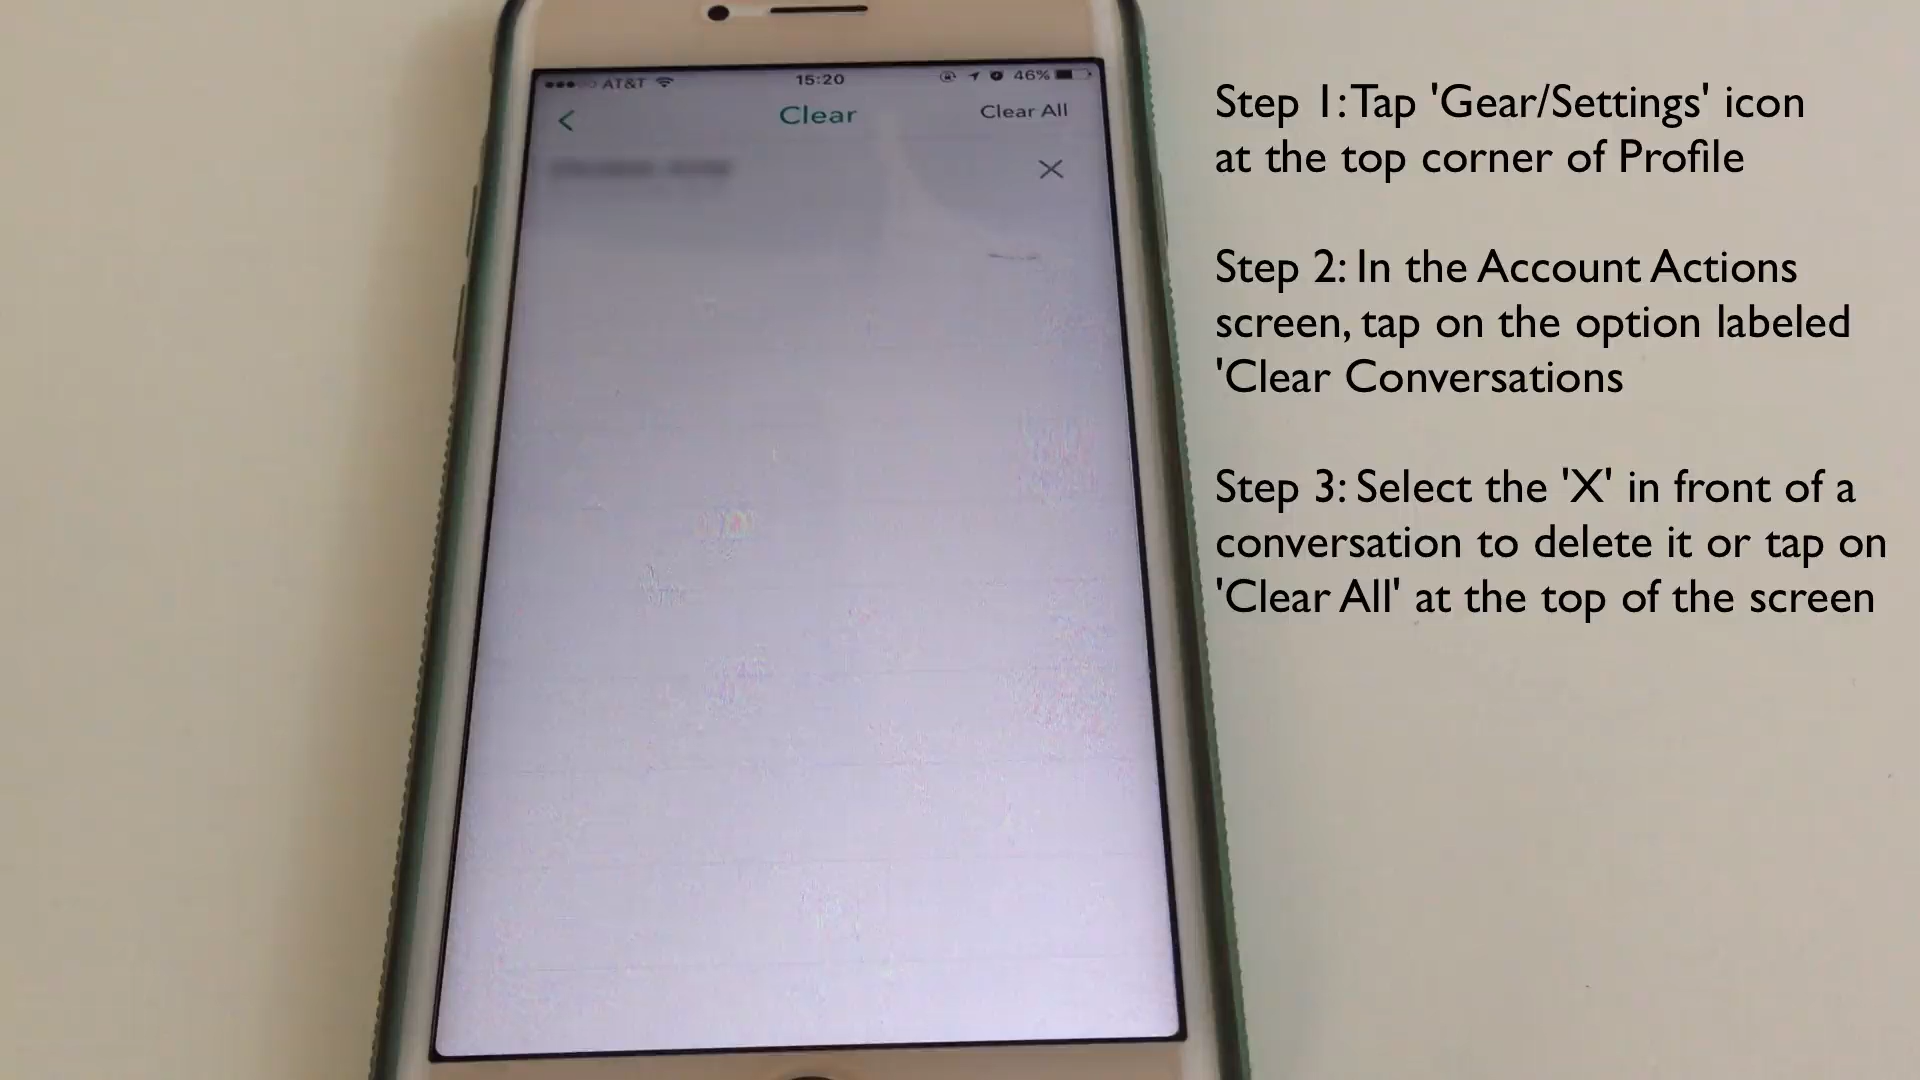 AT&T 15:20 46%
Clear Clear All
Step 1: Tap 'Gear/Settings' icon
at the top corner of Profile
Step 2: In the Account Actions
screen, tap on the option labeled
'Clear Conversations
Step 3: Select the 'X' in front of a
conversation to delete it or tap on
'Clear All' at the top of the screen